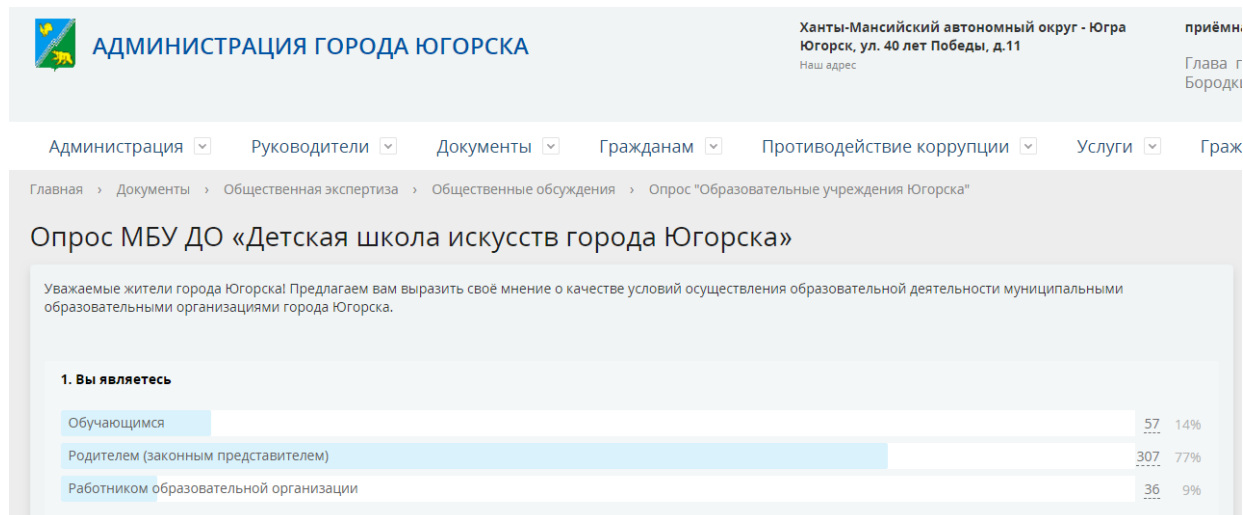 АДМИНИСТРАЦИЯ ГОРОДА ЮГОРСКА
Ханты-Мансийский автономный округ - Югра
Югорск, ул. 40 лет Победы, д.11
Наш адрес
Глава
Администрация Руководители Документы Гражданам Противодействие коррупции Услуги
Главная › Документы › Общественная экспертиза › Общественные обсуждения › Опрос "Образовательные учреждения Югорска"
Опрос МБУ ДО «Детская школа искусств города Югорска»
Уважаемые жители города Югорска! Предлагаем вам выразить своё мнение о качестве условий осуществления образовательной деятельности муниципальными
образовательными организациями города Югорска.
1. Вы являетесь
Обучающимся 57 14%
Родителем (законным представителем) 307 77%
Работником образовательной организации 36 9%